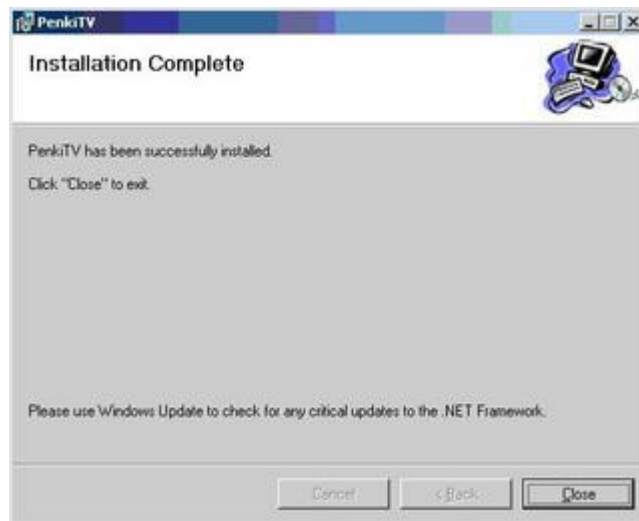 PenkiTV
Installation Complete
PenkiTV has been successfully installed.
Click "Close" to exit.
Please use Windows Update to check for any critical updates to the .NET Framework.
Cancel < Back Close